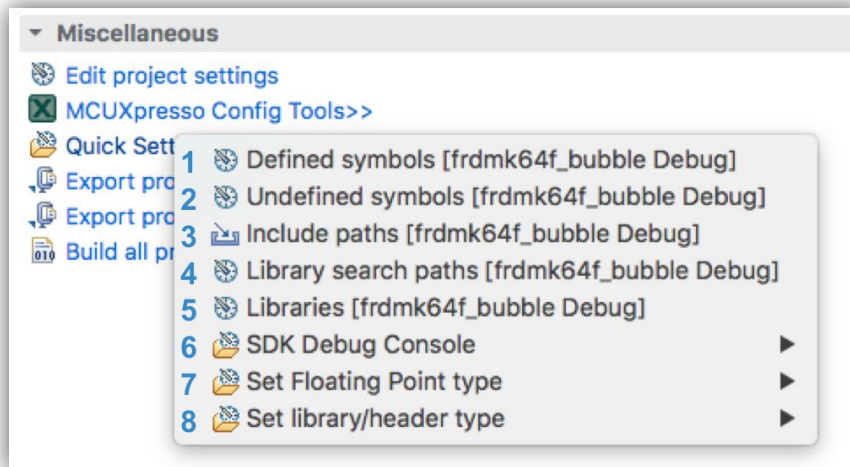 Miscellaneous
Edit project settings
MCUXpresso Config Tools>>
Quick Sett
1 Defined symbols [frdmk64f_bubble Debug]
Export pro
2 Undefined symbols [frdmk64f_bubble Debug]
Export pro
3 Include paths [frdmk64f_bubble Debug]
Build all pr
4 Library search paths [frdmk64f_bubble Debug]
5 Libraries [frdmk64f_bubble Debug]
6 SDK Debug Console
7 Set Floating Point type
8 Set library/header type